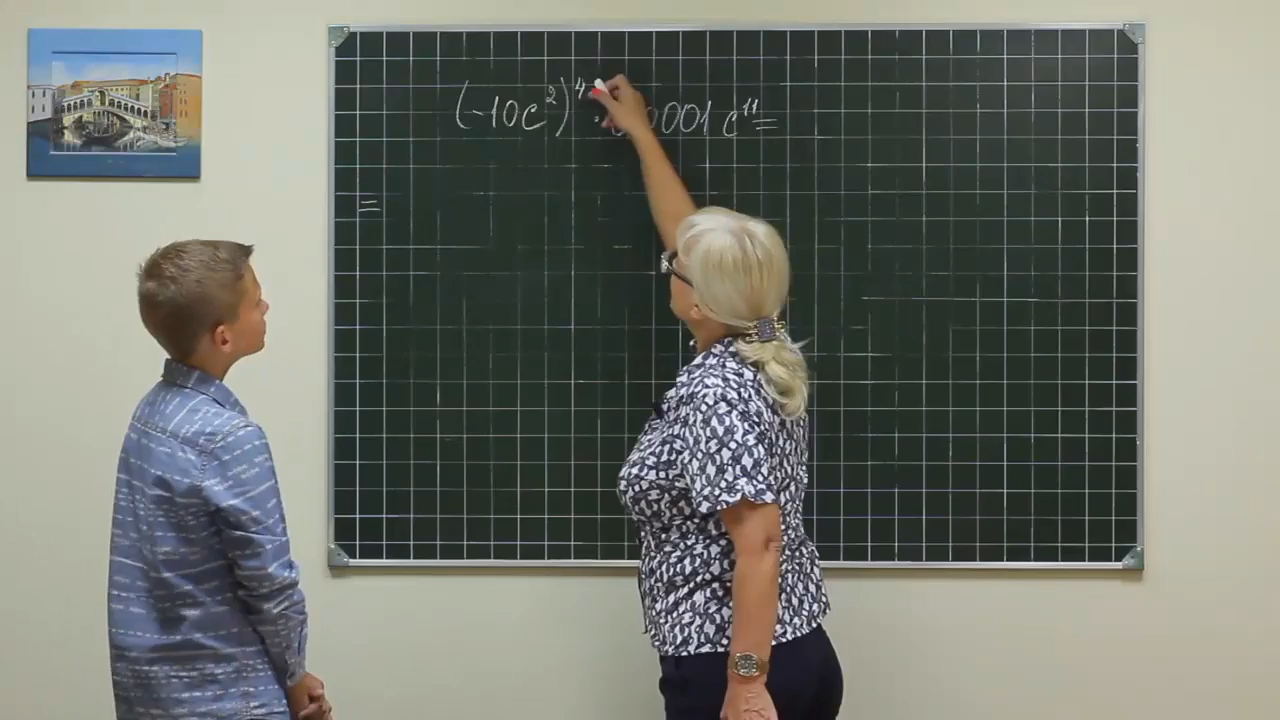 (-10c²)⁴ · 0001 c¹¹=
=